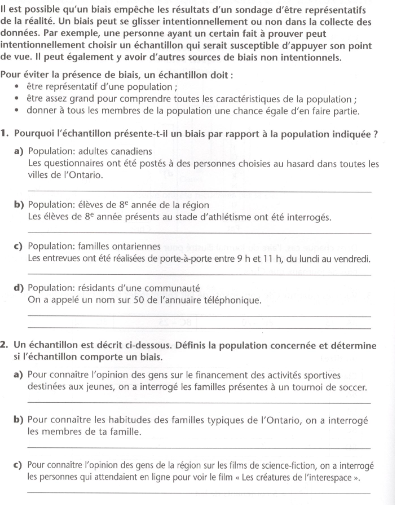 Il est possible qu'un biais empêche les résultats d'un sondage d'être représentatifs
de la réalité. Un biais peut se glisser intentionnellement ou non dans la collecte des
données. Par exemple, une personne ayant un certain fait à prouver peut
intentionnellement choisir un échantillon qui serait susceptible d'appuyer son point
de vue. Il peut également y avoir d'autres sources de biais non intentionnels.
Pour éviter la présence de biais, un échantillon doit :
• être représentatif d'une population ;
• être assez grand pour comprendre toutes les caractéristiques de la population ;
• donner à tous les membres de la population une chance égale d'en faire partie.
1. Pourquoi l'échantillon présente-t-il un biais par rapport à la population indiquée ?
a) Population: adultes canadiens
Les questionnaires ont été postés à des personnes choisies au hasard dans toutes les
villes de l'Ontario.
b) Population: élèves de 8e année de la région
Les élèves de 8e année présents au stade d'athlétisme ont été interrogés.
c) Population: familles ontariennes
Les entrevues ont été réalisées de porte-à-porte entre 9 h et 11 h, du lundi au vendredi.
d) Population: résidants d'une communauté
On a appelé un nom sur 50 de l'annuaire téléphonique.
2. Un échantillon est décrit ci-dessous. Définis la population concernée et détermine
si l'échantillon comporte un biais.
a) Pour connaître l'opinion des gens sur le financement des activités sportives
destinées aux jeunes, on a interrogé les familles présentes à un tournoi de soccer.
b) Pour connaître les habitudes des familles typiques de l'Ontario, on a interrogé
les membres de ta famille.
c) Pour connaître l'opinion des gens de la région sur les films de science-fiction, on a interrogé
les personnes qui attendaient en ligne pour voir le film « Les créatures de l'interespace ».